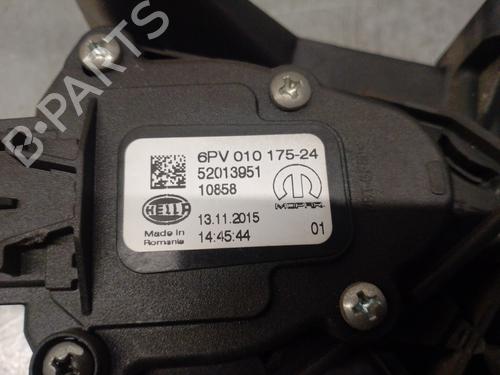 6PV 010 175-24
52013951
10858
HELLA
MOPAR
13.11.2015
Made in
Romania
14:45:44
01
B-PARTS